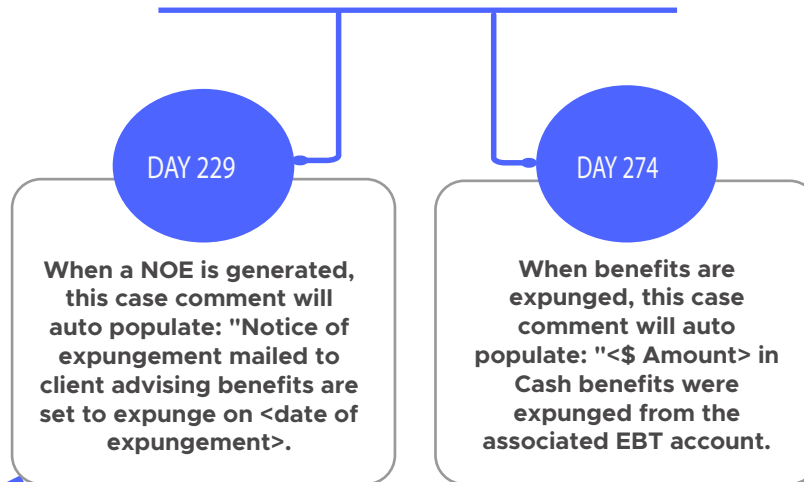 DAY 229
When a NOE is generated,
this case comment will
auto populate: "Notice of
expungement mailed to
client advising benefits are
set to expunge on <date of
expungement>.
DAY 274
When benefits are
expunged, this case
comment will auto
populate: "<$ Amount> in
Cash benefits were
expunged from the
associated EBT account.